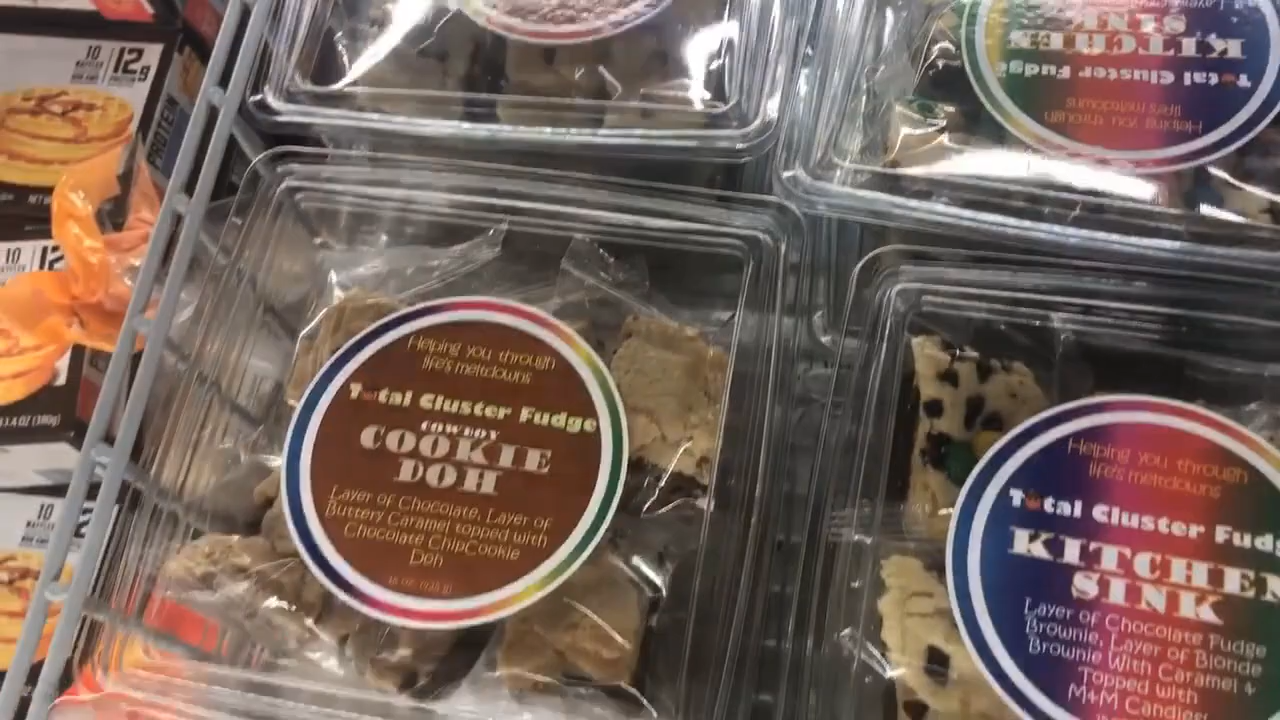 10
12g
PROTEIN
10
12
10
Helping you through
life's meltdowns
Total Cluster Fudge
COWBOY
COOKIE
DOH
Layer of Chocolate, Layer of
Buttery Caramel topped with
Chocolate ChipCookie
Doh
Helping you through
life's meltdowns
Total Cluster Fudge
KITCHEN
SINK
Helping you through
life's meltdowns
Total Cluster Fudg
KITCHEN
SINK
Layer of Chocolate Fudge
Brownie, Layer of Blonde
Brownie With Caramel &
Topped with
M+M Candies